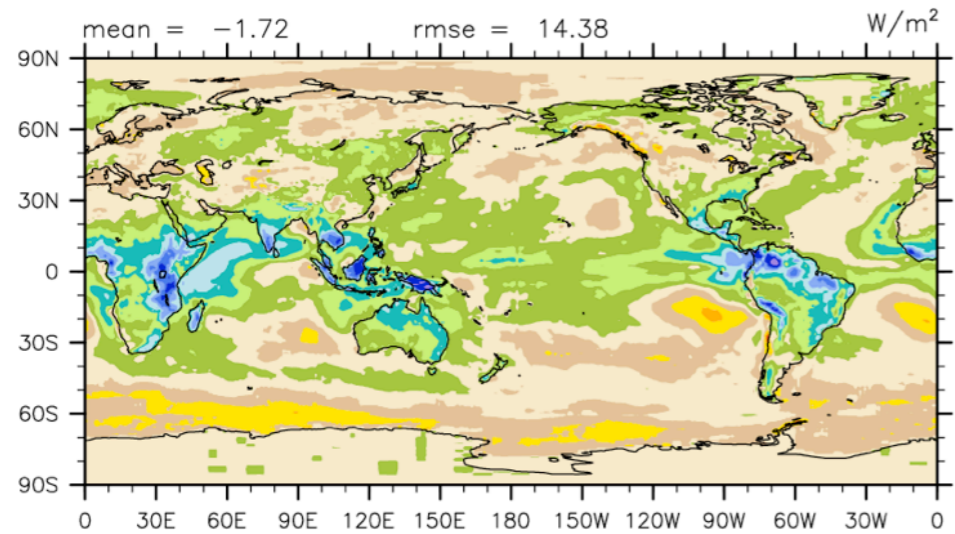 mean = −1.72 rmse = 14.38 W/m²
90N
60N
30N
0
30S
60S
90S
0 30E 60E 90E 120E 150E 180 150W 120W 90W 60W 30W 0